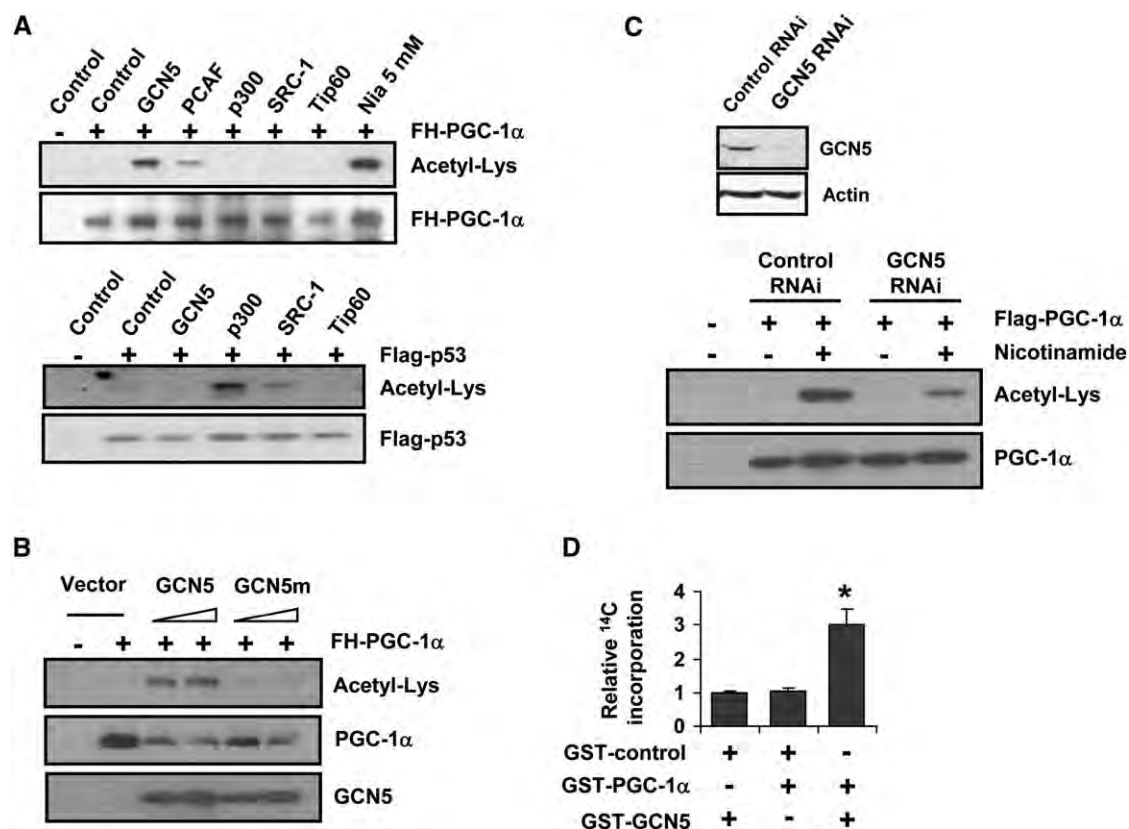 A
Control
Control
GCN5
PCAF
p300
SRC-1
Tip60
Nia 5 mM
- + + + + + + + FH-PGC-1α
Acetyl-Lys
FH-PGC-1α
Control
Control
GCN5
p300
SRC-1
Tip60
- + + + + + Flag-p53
Acetyl-Lys
Flag-p53
B
Vector GCN5 GCN5m
- + + + + + FH-PGC-1α
Acetyl-Lys
PGC-1α
GCN5
C
Control RNAi
GCN5 RNAi
GCN5
Actin
Control GCN5
RNAi RNAi
- + + + + Flag-PGC-1α
- - + - + Nicotinamide
Acetyl-Lys
PGC-1α
D
Relative ¹⁴C
incorporation
4
3
2
1
0
*
GST-control + + -
GST-PGC-1α - + +
GST-GCN5 + - +